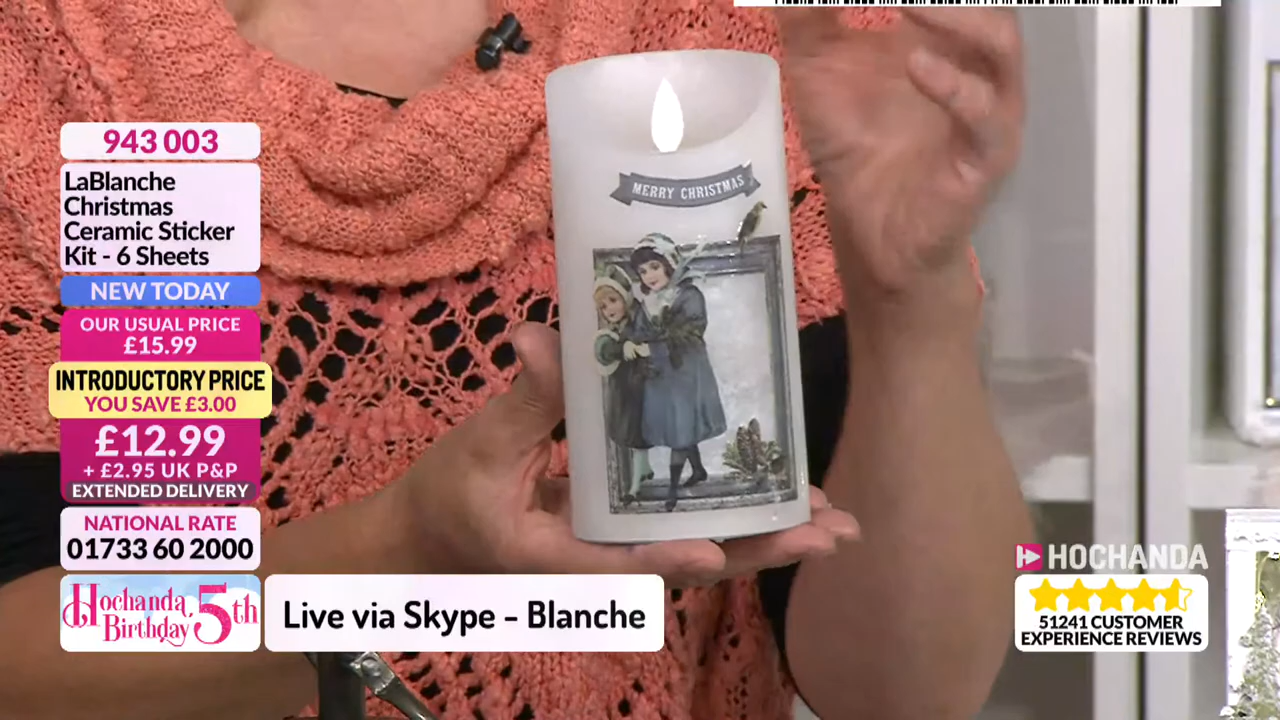 943 003
LaBlanche
Christmas
Ceramic Sticker
Kit - 6 Sheets
NEW TODAY
OUR USUAL PRICE
£15.99
INTRODUCTORY PRICE
YOU SAVE £3.00
£12.99
+ £2.95 UK P&P
EXTENDED DELIVERY
NATIONAL RATE
01733 60 2000
Hochanda
Birthday 5th
Live via Skype - Blanche
MERRY CHRISTMAS
HOCHANDA
51241 CUSTOMER
EXPERIENCE REVIEWS